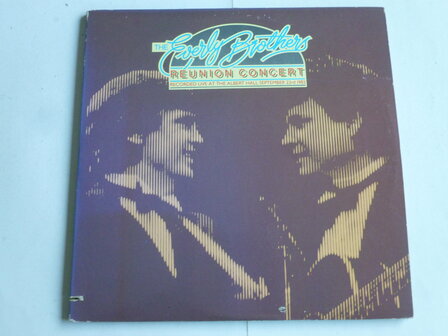 THE Everly Brothers
REUNION CONCERT
RECORDED LIVE AT THE ALBERT HALL SEPTEMBER 23rd 1983